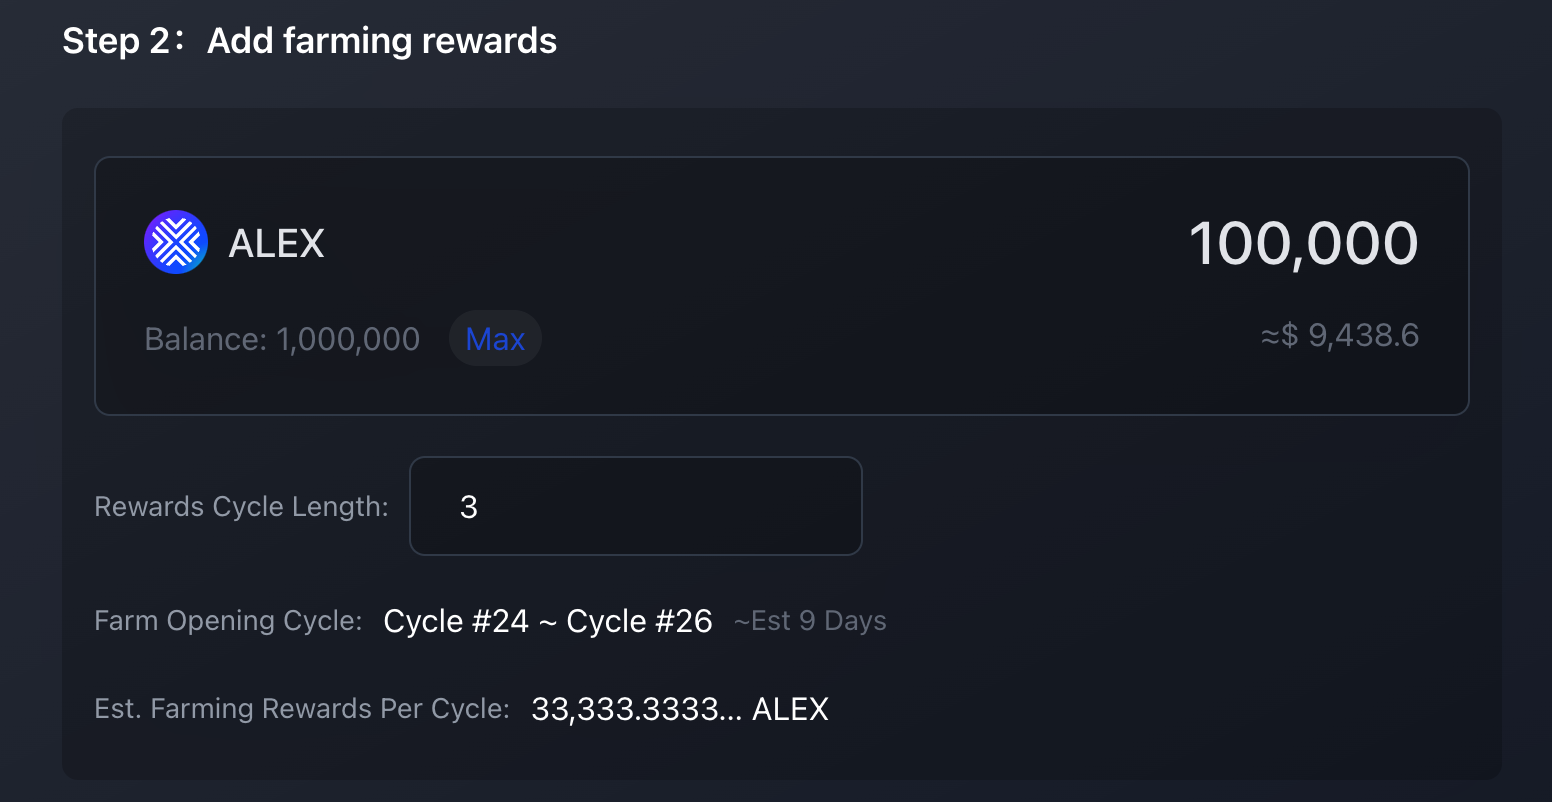 Step 2: Add farming rewards
ALEX 100,000
Balance: 1,000,000 Max ≈$ 9,438.6
Rewards Cycle Length: 3
Farm Opening Cycle: Cycle #24 ~ Cycle #26 ~Est 9 Days
Est. Farming Rewards Per Cycle: 33,333.3333... ALEX